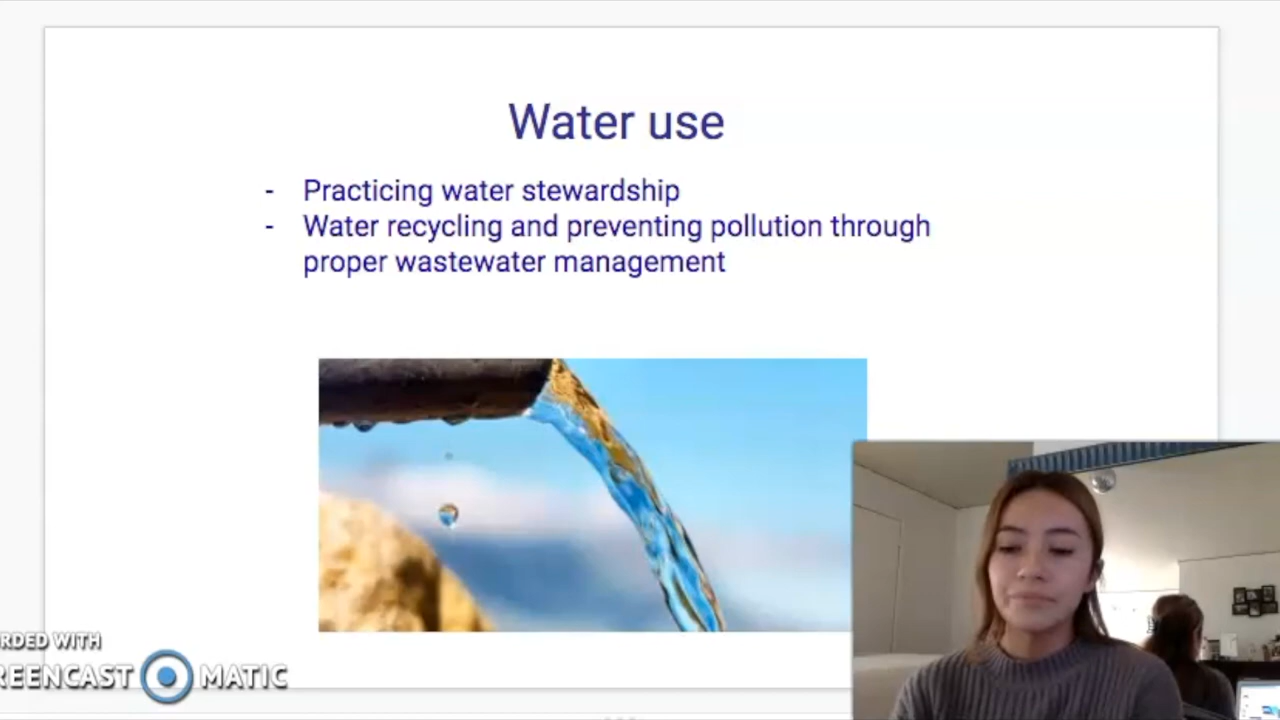 Water use
- Practicing water stewardship
- Water recycling and preventing pollution through
proper wastewater management
RDED WITH
REENCAST MATIC